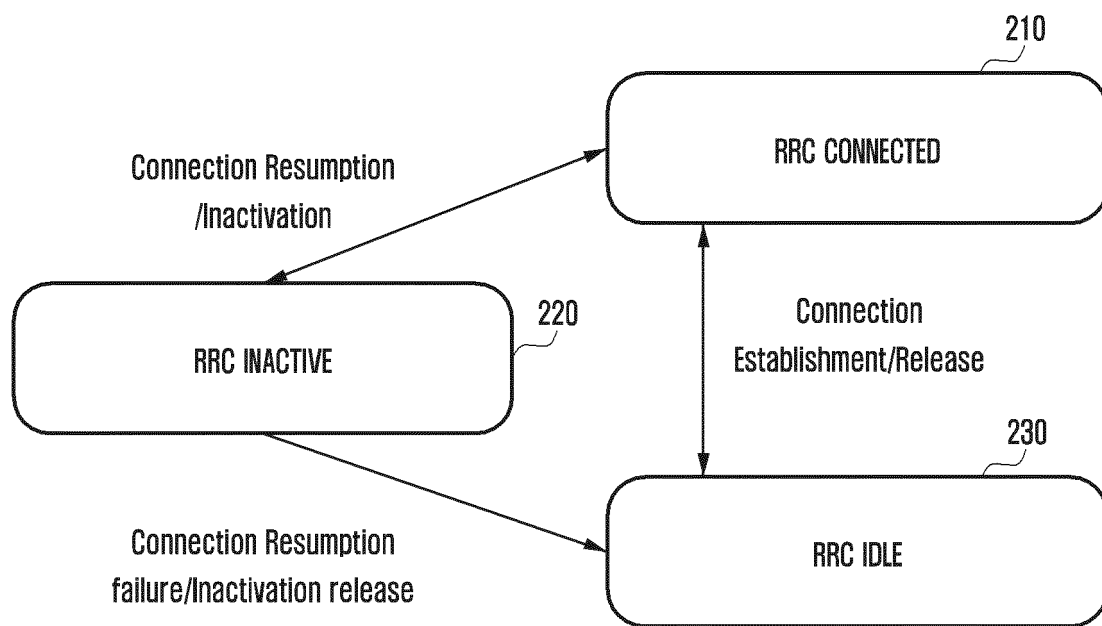 210
RRC CONNECTED
Connection Resumption
/Inactivation
220
RRC INACTIVE
Connection
Establishment/Release
230
RRC IDLE
Connection Resumption
failure/Inactivation release